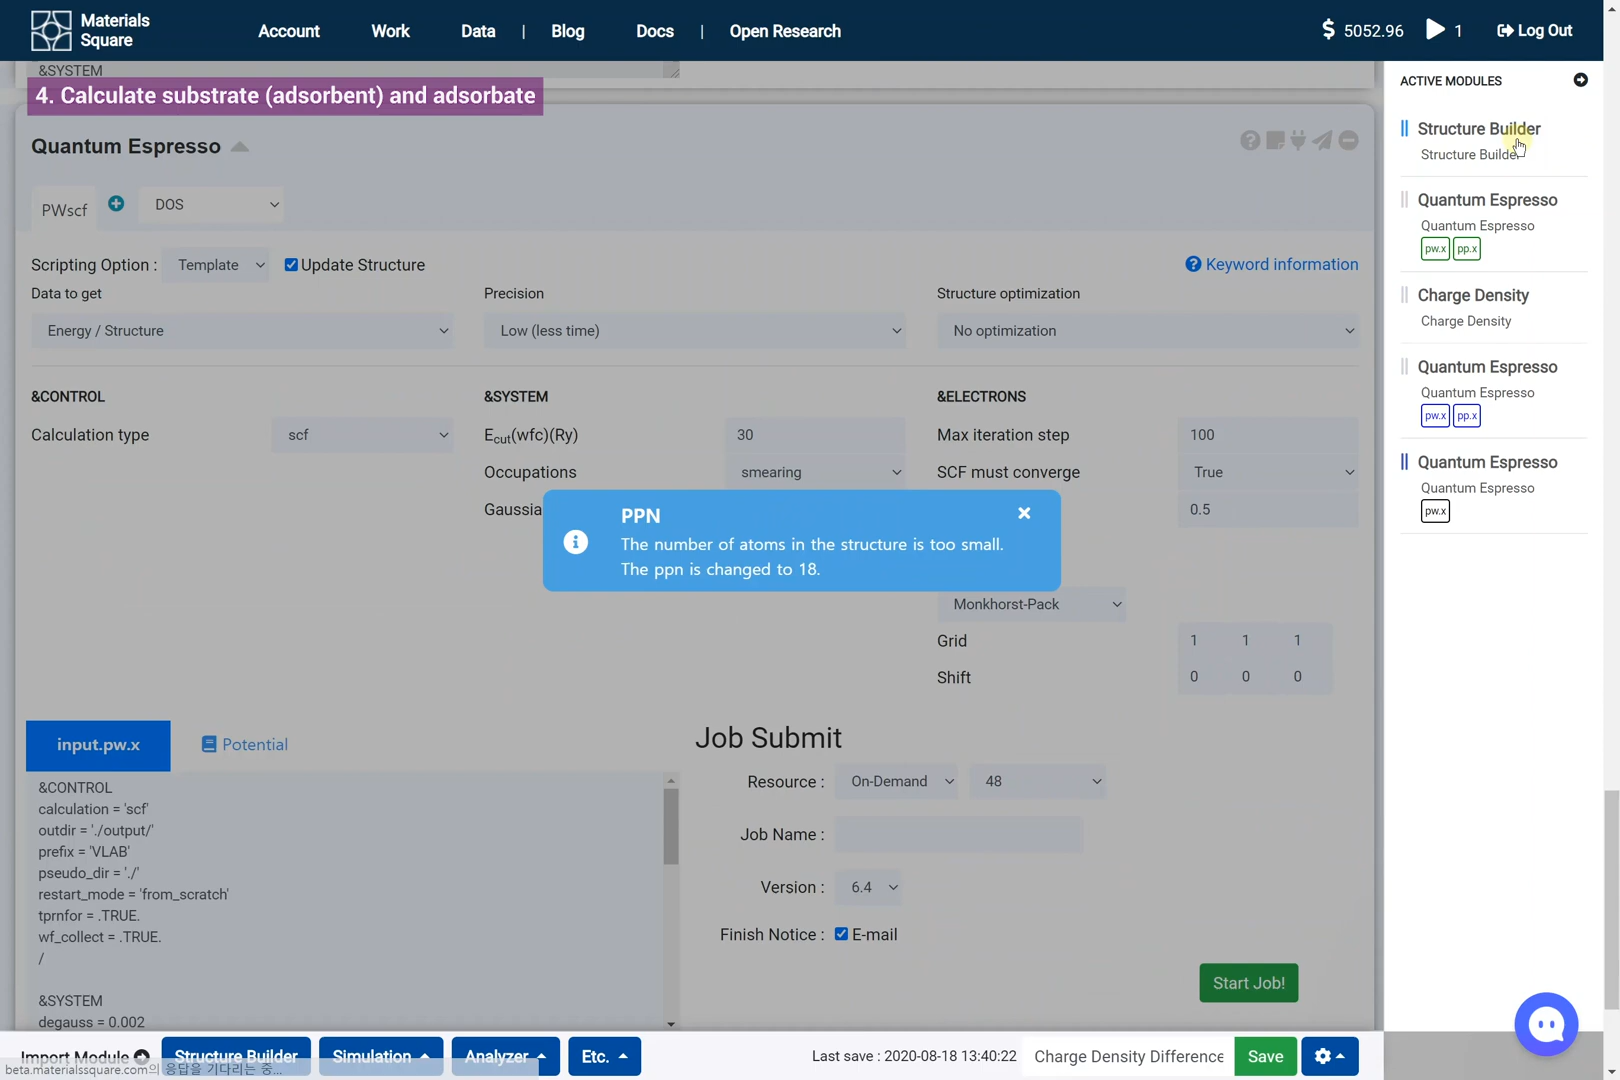 Materials
Square
Account
Work
Data
|
Blog
Docs
|
Open Research
$ 5052.96
1
Log Out
&SYSTEM
4. Calculate substrate (adsorbent) and adsorbate
ACTIVE MODULES
Structure Builder
Structure Builder
Quantum Espresso
Quantum Espresso
pw.x pp.x
Charge Density
Charge Density
Quantum Espresso
Quantum Espresso
pw.x pp.x
Quantum Espresso
Quantum Espresso
pw.x
Quantum Espresso
PWscf
DOS
Scripting Option : Template
Update Structure
Keyword information
Data to get
Precision
Structure optimization
Energy / Structure
Low (less time)
No optimization
&CONTROL
&SYSTEM
&ELECTRONS
Calculation type
scf
Ecut(wfc)(Ry)
30
Max iteration step
100
Occupations
smearing
SCF must converge
True
Gaussia
0.5
PPN
The number of atoms in the structure is too small.
The ppn is changed to 18.
Monkhorst-Pack
Grid
1 1 1
Shift
0 0 0
input.pw.x
Potential
&CONTROL
calculation = 'scf'
outdir = './output/'
prefix = 'VLAB'
pseudo_dir = './'
restart_mode = 'from_scratch'
tprnfor = .TRUE.
wf_collect = .TRUE.
/
&SYSTEM
degauss = 0.002
Job Submit
Resource : On-Demand 48
Job Name :
Version : 6.4
Finish Notice : E-mail
Start Job!
Import Module
Structure Builder
Simulation
Analyzer
Etc.
Last save : 2020-08-18 13:40:22
Charge Density Difference
Save
beta.materialssquare.com의 응답을 기다리는 중...